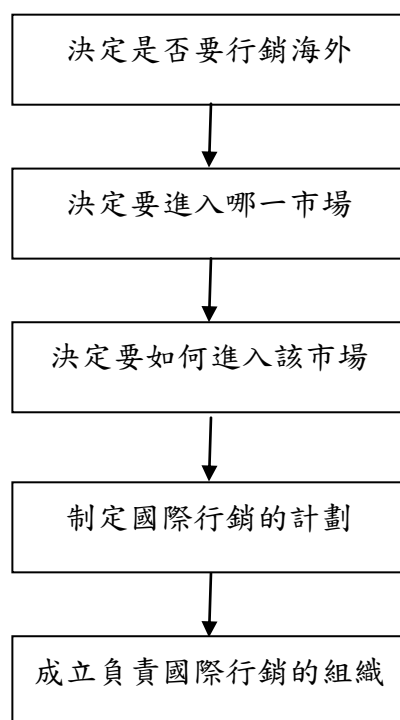 決定是否要行銷海外
決定要進入哪一市場
決定要如何進入該市場
制定國際行銷的計劃
成立負責國際行銷的組織